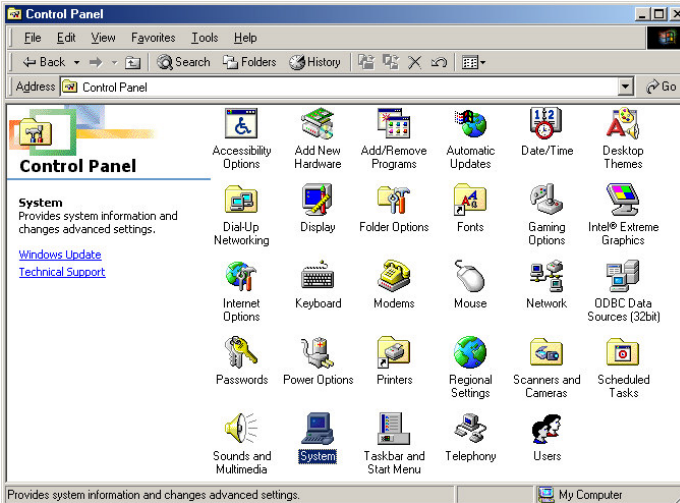 Control Panel
File Edit View Favorites Tools Help
Back Search Folders History
Address Control Panel Go
Control Panel
System
Provides system information and
changes advanced settings.
Windows Update
Technical Support
Accessibility
Options
Add New
Hardware
Add/Remove
Programs
Automatic
Updates
Date/Time
Desktop
Themes
Dial-Up
Networking
Display
Folder Options
Fonts
Gaming
Options
Intel® Extreme
Graphics
Internet
Options
Keyboard
Modems
Mouse
Network
ODBC Data
Sources (32bit)
Passwords
Power Options
Printers
Regional
Settings
Scanners and
Cameras
Scheduled
Tasks
Sounds and
Multimedia
System
Taskbar and
Start Menu
Telephony
Users
Provides system information and changes advanced settings. My Computer